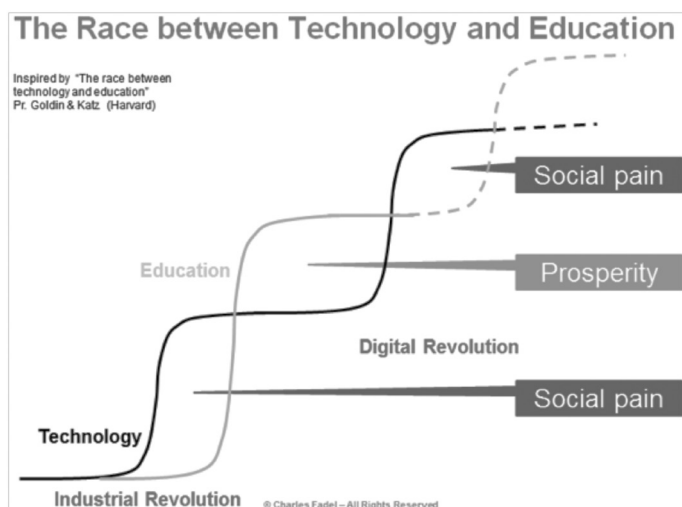 The Race between Technology and Education
Inspired by "The race between
technology and education"
Pr. Goldin & Katz (Harvard)
Social pain
Education
Prosperity
Digital Revolution
Social pain
Technology
Industrial Revolution
© Charles Fadel – All Rights Reserved